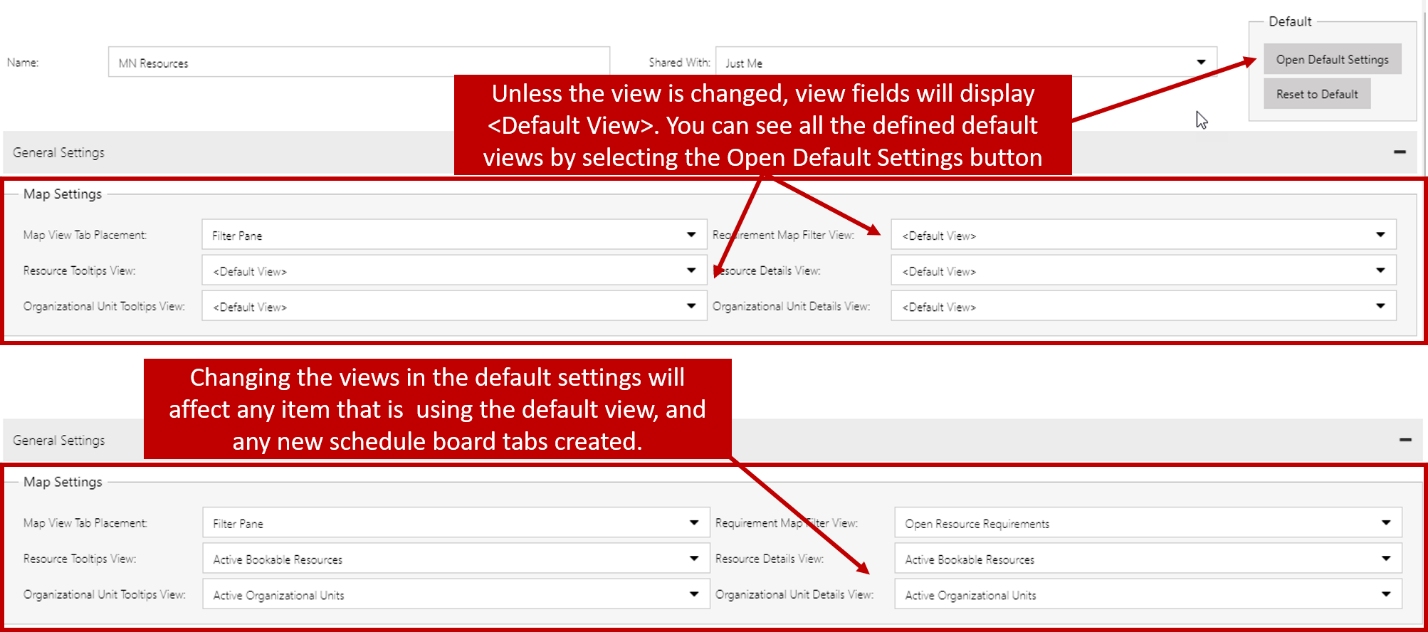 Default
Name: MN Resources Shared With: Just Me Open Default Settings
Reset to Default
Unless the view is changed, view fields will display
<Default View>. You can see all the defined default
views by selecting the Open Default Settings button
General Settings
Map Settings
Map View Tab Placement: Filter Pane Requirement Map Filter View: <Default View>
Resource Tooltips View: <Default View> Resource Details View: <Default View>
Organizational Unit Tooltips View: <Default View> Organizational Unit Details View: <Default View>
Changing the views in the default settings will
affect any item that is  using the default view, and
any new schedule board tabs created.
General Settings
Map Settings
Map View Tab Placement: Filter Pane Requirement Map Filter View: Open Resource Requirements
Resource Tooltips View: Active Bookable Resources Resource Details View: Active Bookable Resources
Organizational Unit Tooltips View: Active Organizational Units Organizational Unit Details View: Active Organizational Units